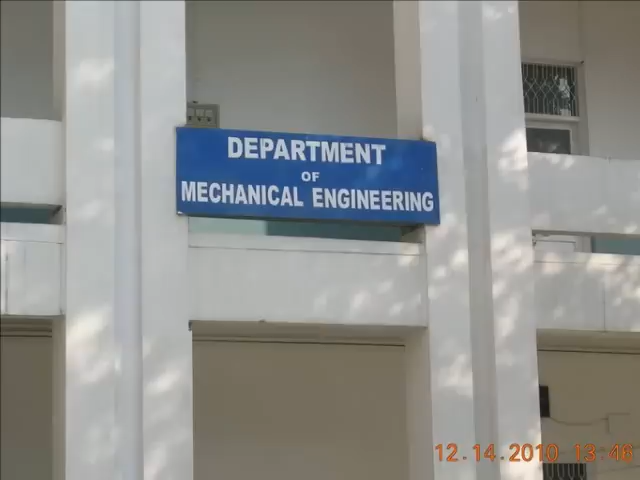 DEPARTMENT
OF
MECHANICAL ENGINEERING
12.14.2010 13:46